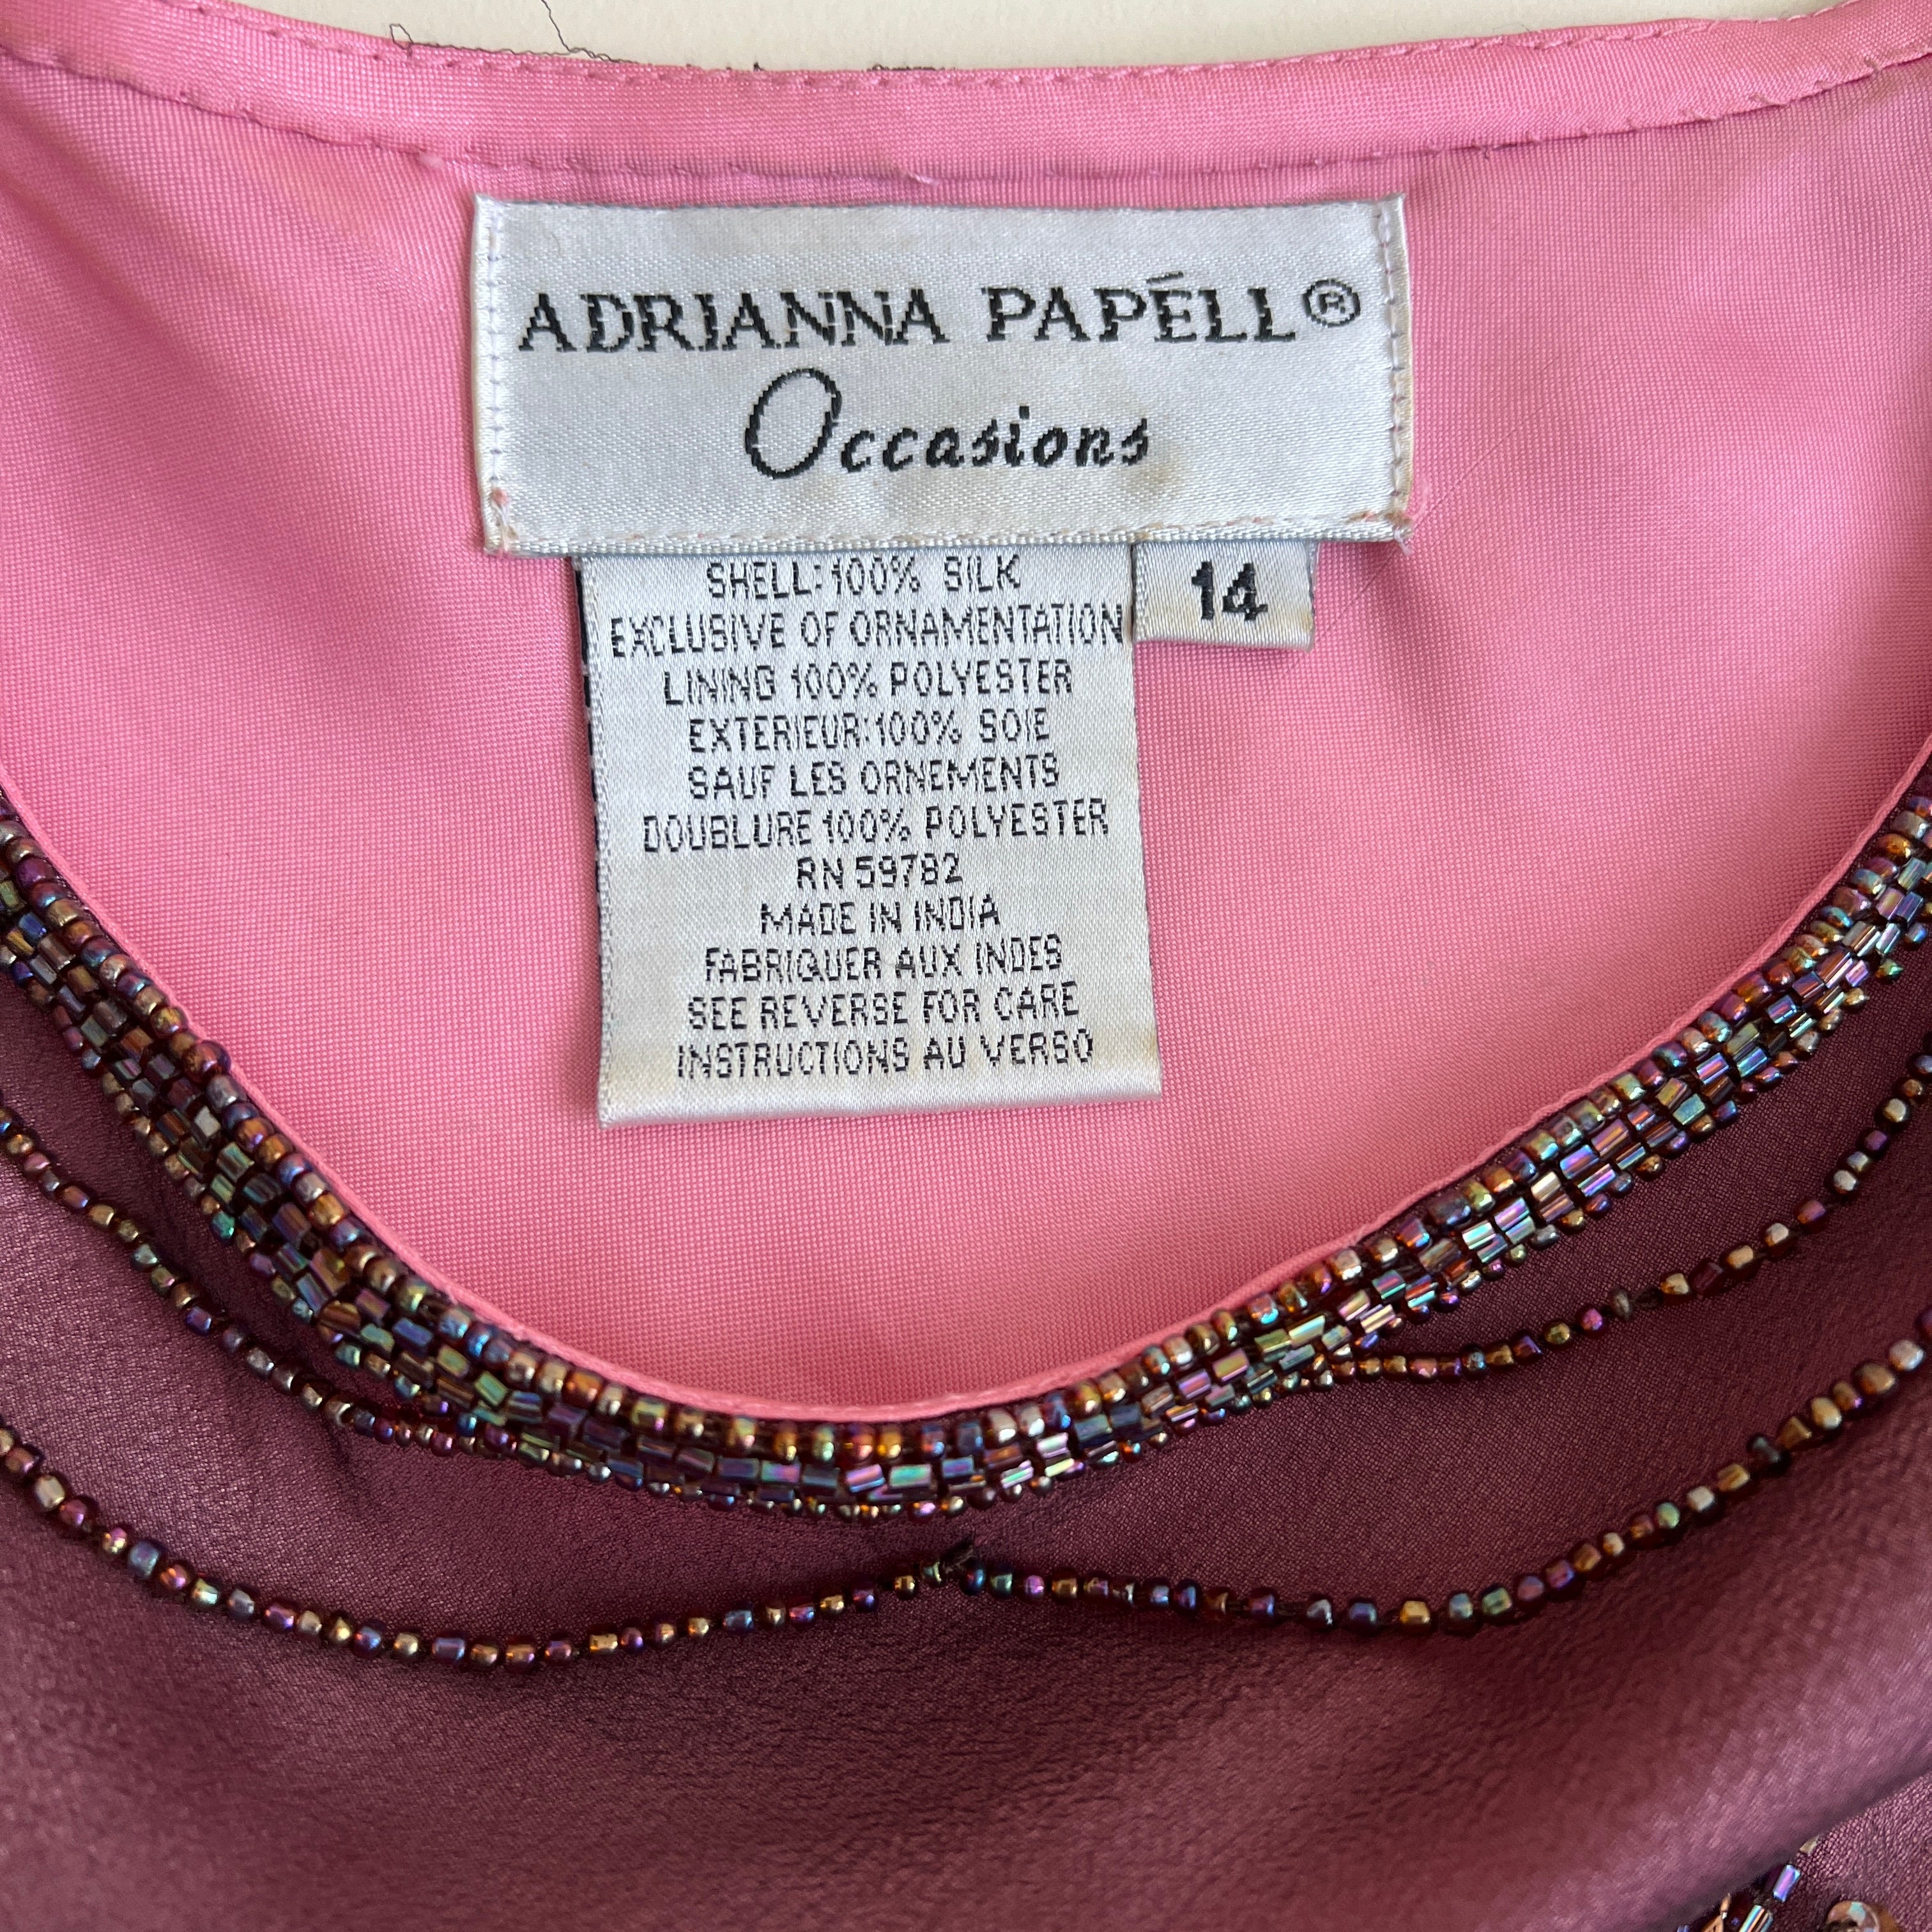 ADRIANNA PAPÉLL®
Occasions
14
SHELL: 100% SILK
EXCLUSIVE OF ORNAMENTATION
LINING 100% POLYESTER
EXTERIEUR: 100% SOIE
SAUF LES ORNEMENTS
DOUBLURE 100% POLYESTER
RN 59782
MADE IN INDIA
FABRIQUER AUX INDES
SEE REVERSE FOR CARE
INSTRUCTIONS AU VERSO